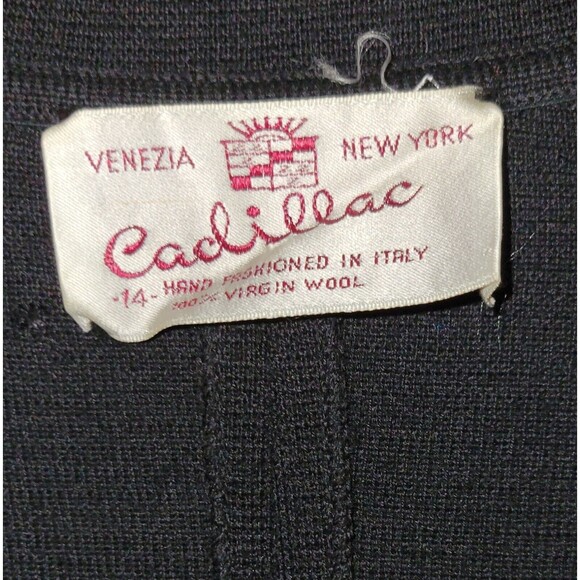 VENEZIA NEW YORK
Cadillac
-14- HAND FASHIONED IN ITALY
100% VIRGIN WOOL